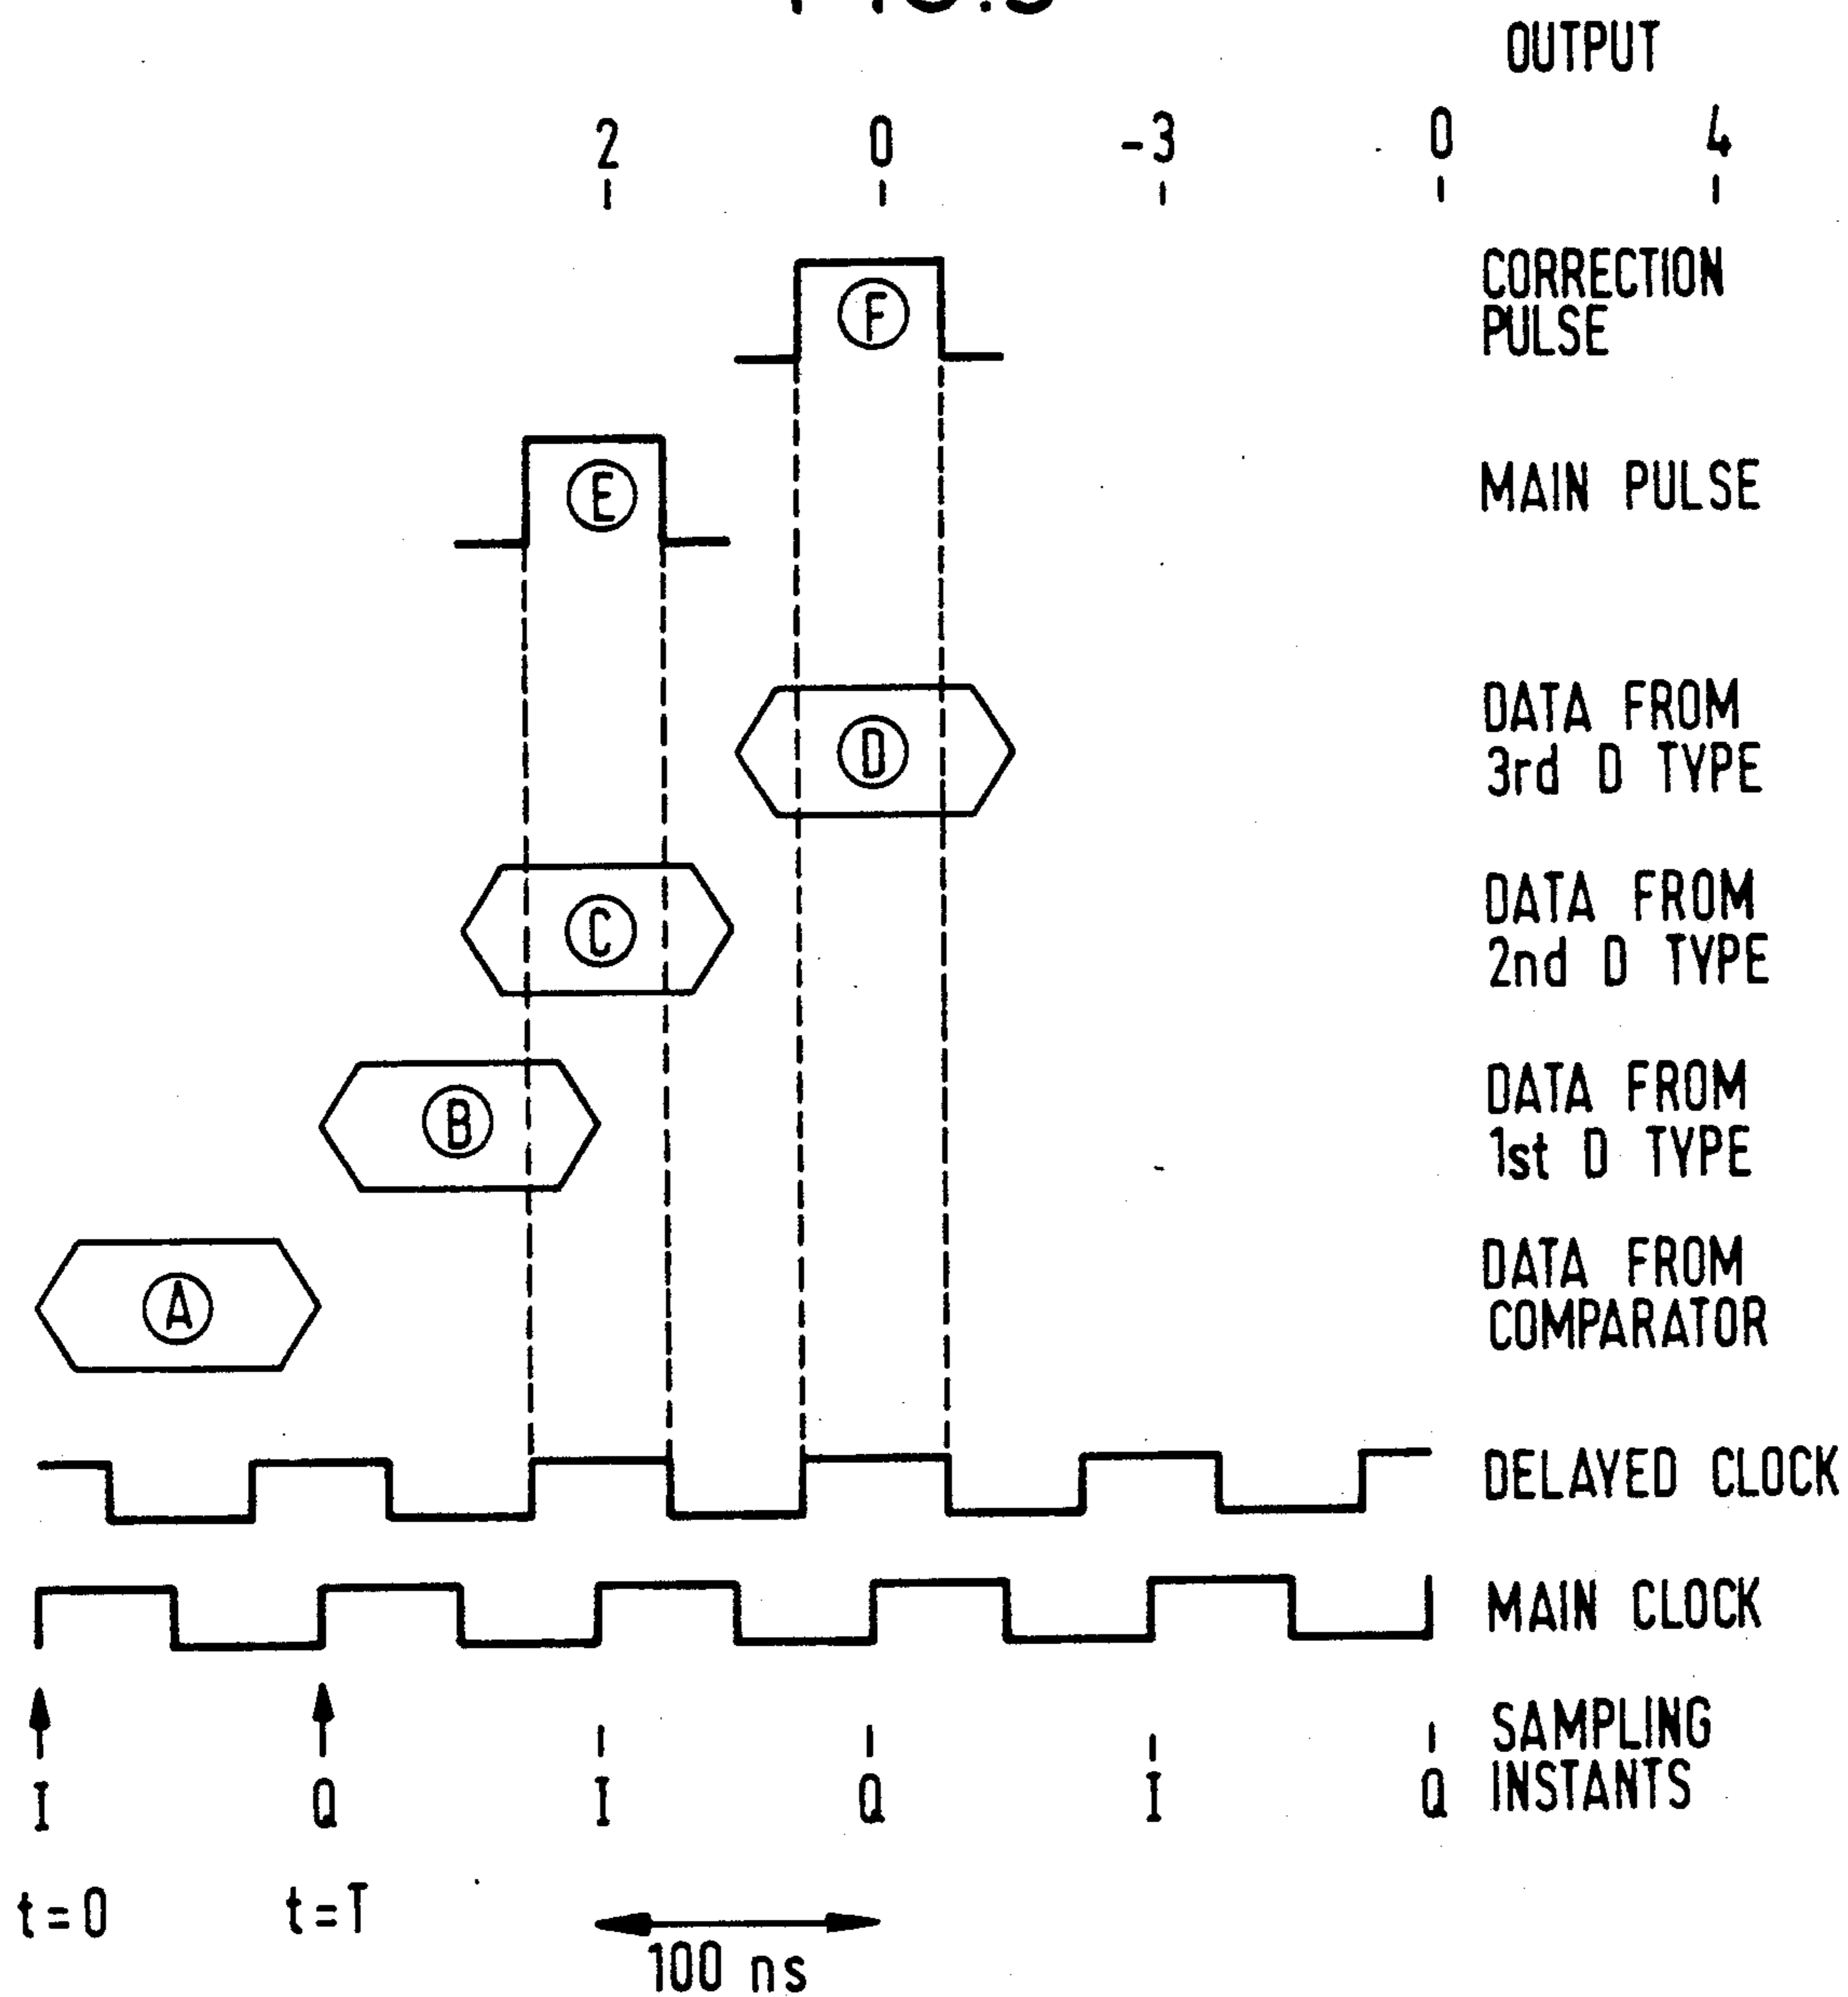 OUTPUT
2 0 -3 0 4
CORRECTION
PULSE
F
E
MAIN PULSE
D
DATA FROM
3rd D TYPE
C
DATA FROM
2nd D TYPE
B
DATA FROM
1st D TYPE
A
DATA FROM
COMPARATOR
DELAYED CLOCK
MAIN CLOCK
SAMPLING
INSTANTS
I Q I Q I Q
t=0 t=T
100 ns